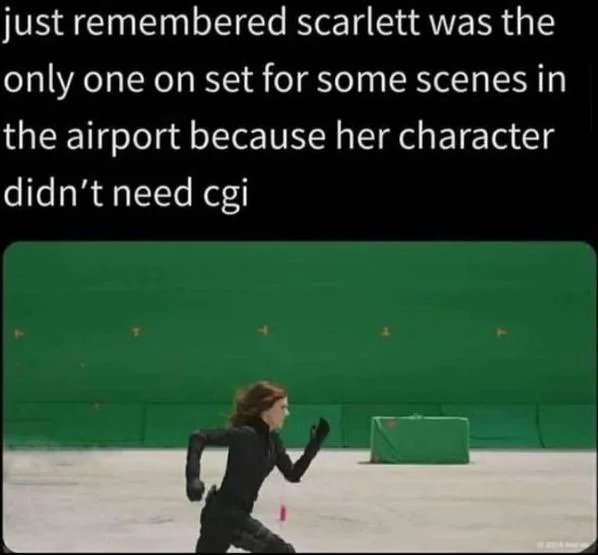 just remembered scarlett was the
only one on set for some scenes in
the airport because her character
didn't need cgi